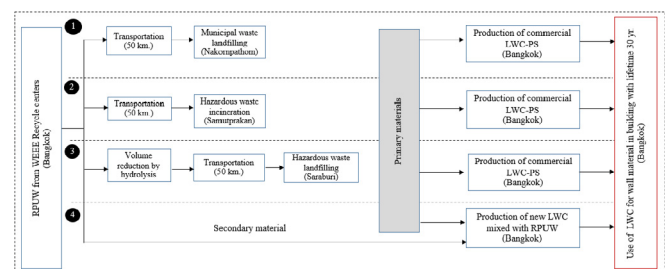 RPUW from WEEE Recycle centers
(Bangkok)
1
Transportation
(50 km.)
Municipal waste
landfilling
(Nakornpathom)
Production of commercial
LWC-PS
(Bangkok)
2
Transportation
(50 km.)
Hazardous waste
incineration
(Samutprakan)
Production of commercial
LWC-PS
(Bangkok)
3
Volume
reduction by
hydrolysis
Transportation
(50 km.)
Hazardous waste
landfilling
(Saraburi)
Production of commercial
LWC-PS
(Bangkok)
4
Secondary material
Production of new LWC
mixed with RPUW
(Bangkok)
Primary materials
Use of LWC for wall material in building with lifetime 30 yr.
(Bangkok)